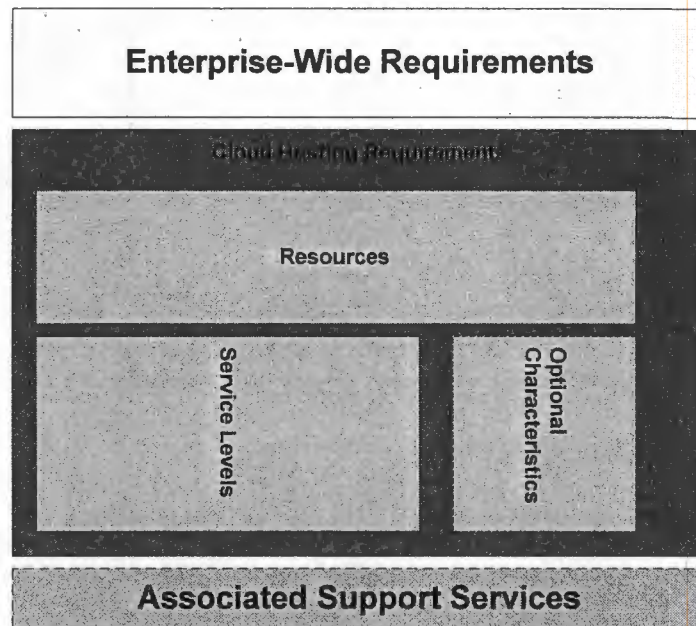 Enterprise-Wide Requirements
Cloud Hosting Requirements
Resources
Service Levels
Optional
Characteristics
Associated Support Services